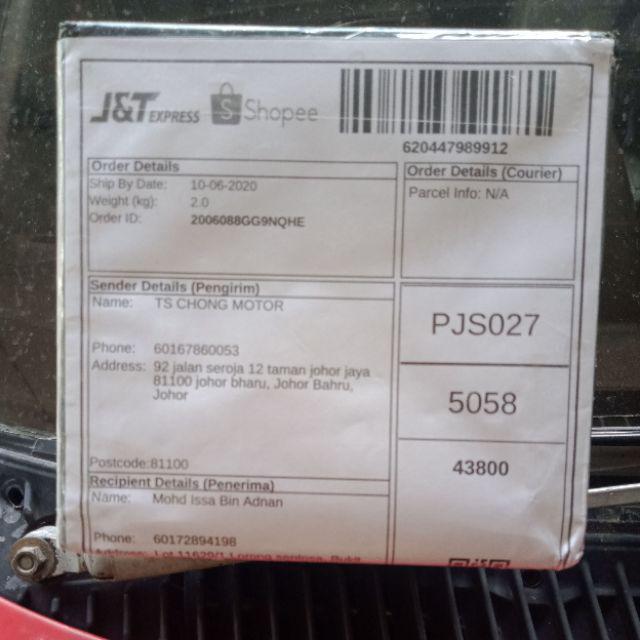 J&T EXPRESS Shopee
620447989912
Order Details
Ship By Date: 10-06-2020
Weight (kg): 2.0
Order ID: 2006088GG9NQHE
Order Details (Courier)
Parcel Info: N/A
Sender Details (Pengirim)
Name: TS CHONG MOTOR
Phone: 60167860053
Address: 92 jalan seroja 12 taman johor jaya
81100 johor bharu, Johor Bahru,
Johor
Postcode:81100
PJS027
5058
43800
Recipient Details (Penerima)
Name: Mohd Issa Bin Adnan
Phone: 60172894198
Address: Lot